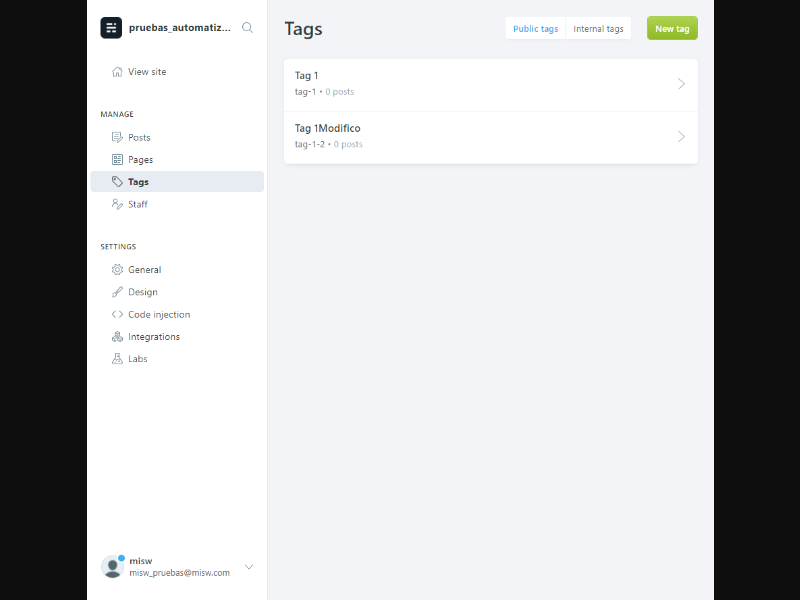 pruebas_automatiz...
View site
MANAGE
Posts
Pages
Tags
Staff
SETTINGS
General
Design
Code injection
Integrations
Labs
misw
misw_pruebas@misw.com
Tags
Public tags
Internal tags
New tag
Tag 1
tag-1 • 0 posts
Tag 1Modifico
tag-1-2 • 0 posts